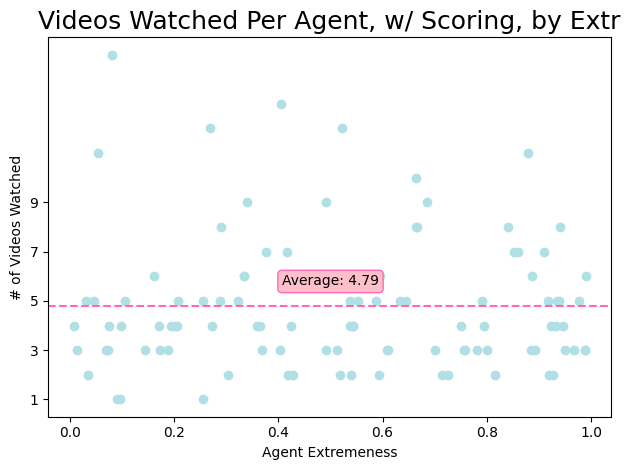 Videos Watched Per Agent, w/ Scoring, by Extr
# of Videos Watched
9
7
5
3
1
Average: 4.79
0.0 0.2 0.4 0.6 0.8 1.0
Agent Extremeness